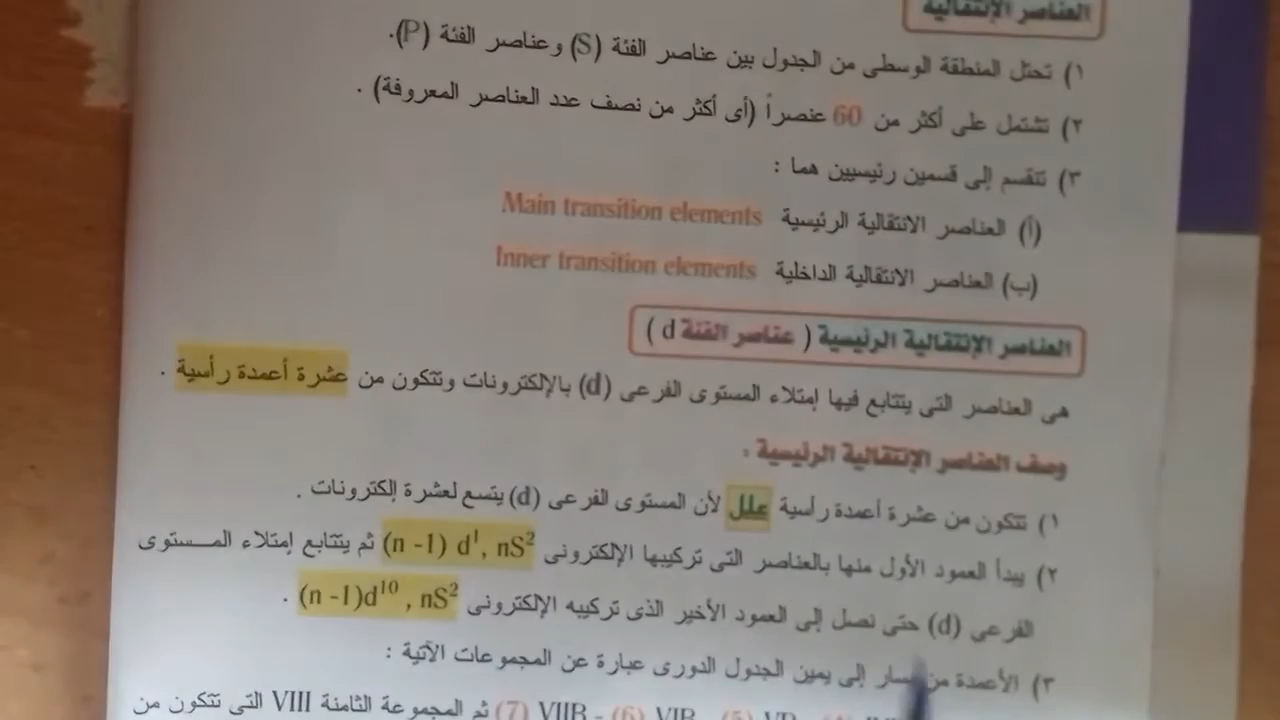 العناصر الإنتقالية
١) تحتل المنطقة الوسطى من الجدول بين عناصر الفئة (S) وعناصر الفئة (P).
٢) تشتمل على أكثر من 60 عنصراً (أى أكثر من نصف عدد العناصر المعروفة) .
٣) تنقسم إلى قسمين رئيسيين هما :
(أ) العناصر الانتقالية الرئيسية Main transition elements
(ب) العناصر الانتقالية الداخلية Inner transition elements
العناصر الإنتقالية الرئيسية ( عناصر الفئة d )
هى العناصر التى يتتابع فيها إمتلاء المستوى الفرعى (d) بالإلكترونات وتتكون من عشرة أعمدة رأسية .
وصف العناصر الإنتقالية الرئيسية :
١) تتكون من عشرة أعمدة رأسية علل لأن المستوى الفرعى (d) يتسع لعشرة إلكترونات .
٢) يبدأ العمود الأول منها بالعناصر التى تركيبها الإلكترونى (n -1) d¹, nS² ثم يتتابع إمتلاء المستوى
الفرعى (d) حتى نصل إلى العمود الأخير الذى تركيبه الإلكترونى (n -1)d¹⁰ , nS² .
٣) الأعمدة من يسار إلى يمين الجدول الدورى عبارة عن المجموعات الآتية :
(5) VB - (6) VIB - (7) VIIB ثم المجموعة الثامنة VIII التى تتكون من